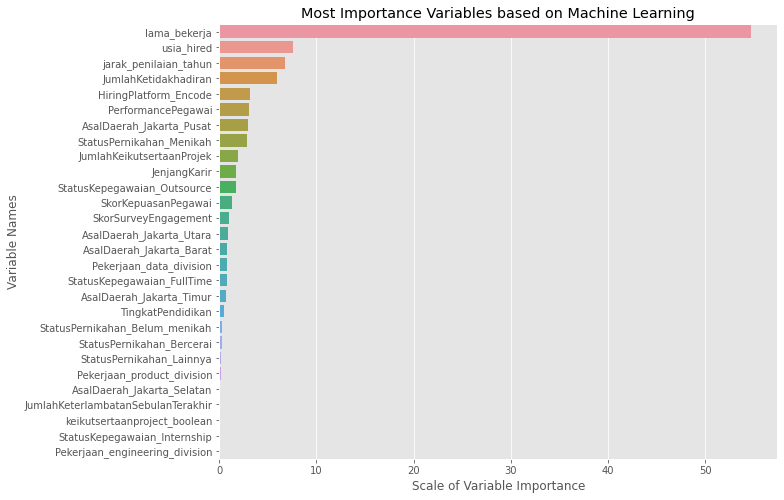 Most Importance Variables based on Machine Learning
lama_bekerja
usia_hired
jarak_penilaian_tahun
JumlahKetidakhadiran
HiringPlatform_Encode
PerformancePegawai
AsalDaerah_Jakarta_Pusat
StatusPernikahan_Menikah
JumlahKeikutsertaanProjek
JenjangKarir
StatusKepegawaian_Outsource
SkorKepuasanPegawai
SkorSurveyEngagement
AsalDaerah_Jakarta_Utara
AsalDaerah_Jakarta_Barat
Pekerjaan_data_division
StatusKepegawaian_FullTime
AsalDaerah_Jakarta_Timur
TingkatPendidikan
StatusPernikahan_Belum_menikah
StatusPernikahan_Bercerai
StatusPernikahan_Lainnya
Pekerjaan_product_division
AsalDaerah_Jakarta_Selatan
JumlahKeterlambatanSebulanTerakhir
keikutsertaanproject_boolean
StatusKepegawaian_Internship
Pekerjaan_engineering_division
Variable Names
0 10 20 30 40 50
Scale of Variable Importance